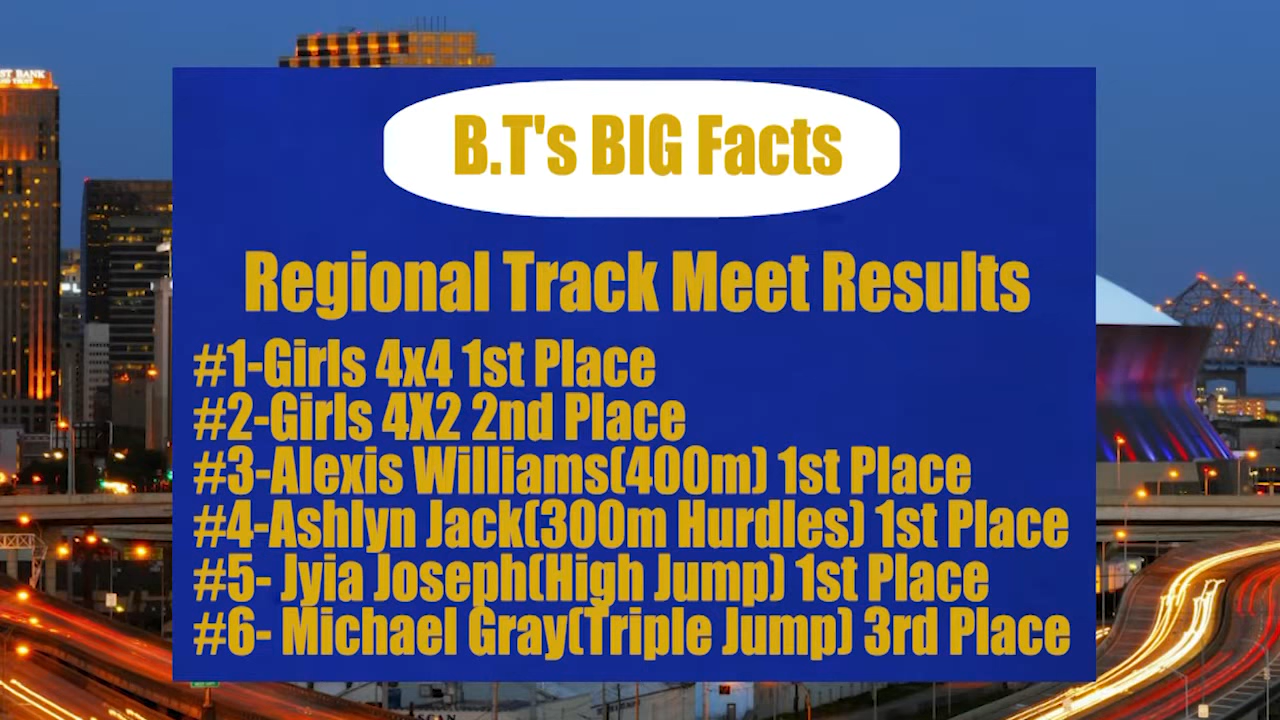 ST BANK
B.T's BIG Facts
Regional Track Meet Results
#1-Girls 4x4 1st Place
#2-Girls 4X2 2nd Place
#3-Alexis Williams(400m) 1st Place
#4-Ashlyn Jack(300m Hurdles) 1st Place
#5- Jyia Joseph(High Jump) 1st Place
#6- Michael Gray(Triple Jump) 3rd Place